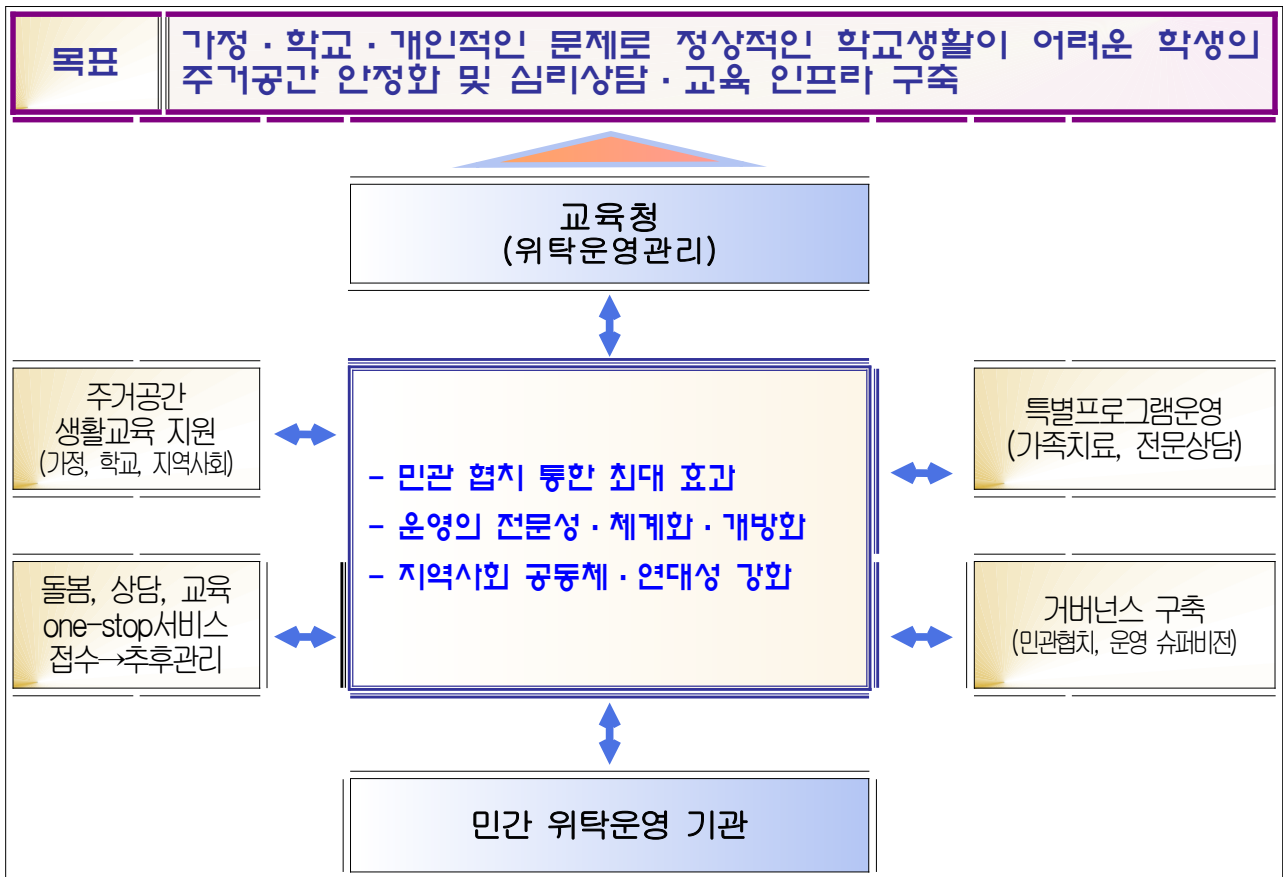 목표
가정·학교·개인적인 문제로 정상적인 학교생활이 어려운 학생의
주거공간 안정화 및 심리상담·교육 인프라 구축
교육청
(위탁운영관리)
주거공간
생활교육 지원
(가정, 학교, 지역사회)
돌봄, 상담, 교육
one-stop서비스
접수→추후관리
- 민관 협치 통한 최대 효과
- 운영의 전문성·체계화·개방화
- 지역사회 공동체·연대성 강화
특별프로그램운영
(가족치료, 전문상담)
거버넌스 구축
(민관협치, 운영 슈퍼비전)
민간 위탁운영 기관